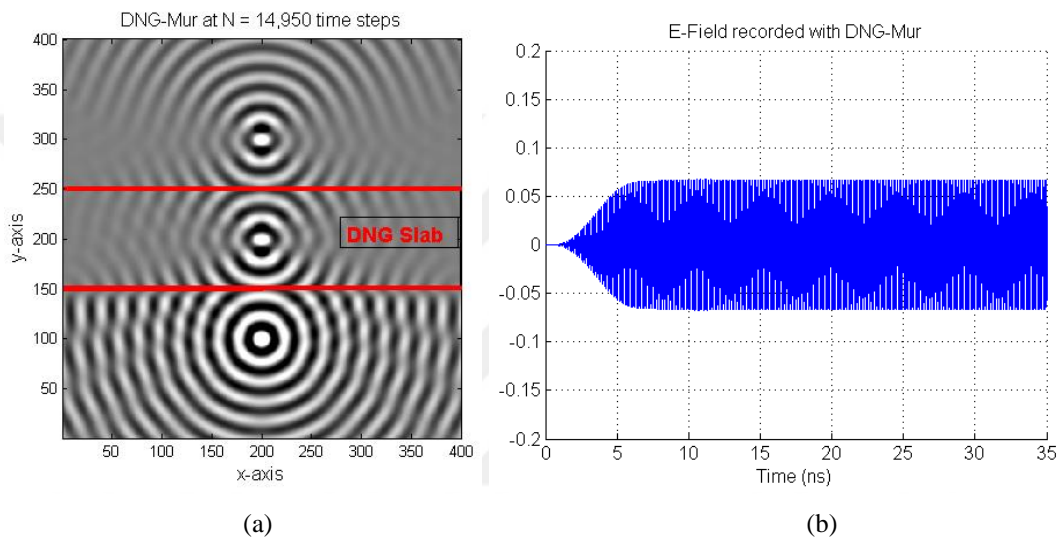 DNG-Mur at N = 14,950 time steps
400
350
300
250
200
150
100
50
y-axis
DNG Slab
50 100 150 200 250 300 350 400
x-axis
(a)
E-Field recorded with DNG-Mur
0.2
0.15
0.1
0.05
0
-0.05
-0.1
-0.15
-0.2
0 5 10 15 20 25 30 35
Time (ns)
(b)